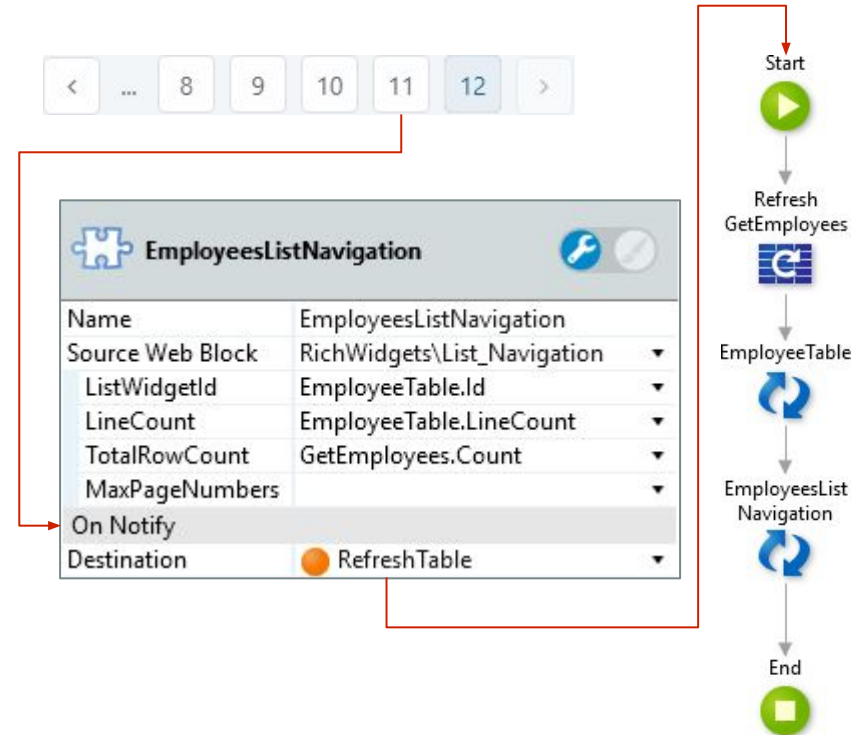 < ... 8 9 10 11 12 >
EmployeesListNavigation
Name EmployeesListNavigation
Source Web Block RichWidgets\List_Navigation
ListWidgetId EmployeeTable.Id
LineCount EmployeeTable.LineCount
TotalRowCount GetEmployees.Count
MaxPageNumbers
On Notify
Destination RefreshTable
Start
Refresh
GetEmployees
EmployeeTable
EmployeesList
Navigation
End